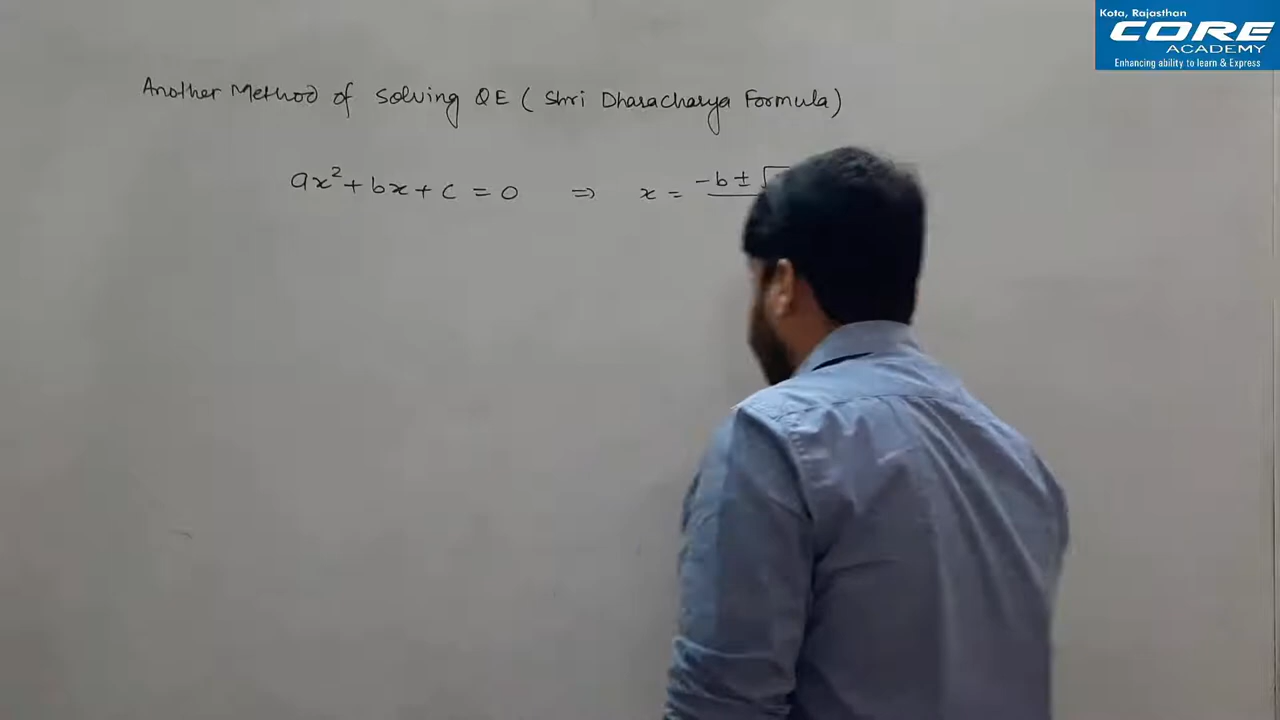 Kota, Rajasthan
CORE
ACADEMY
Enhancing ability to learn & Express
Another Method of Solving QE ( Shri Dharacharya Formula)
ax²+bx+c=0 ⇒ x = -b±√